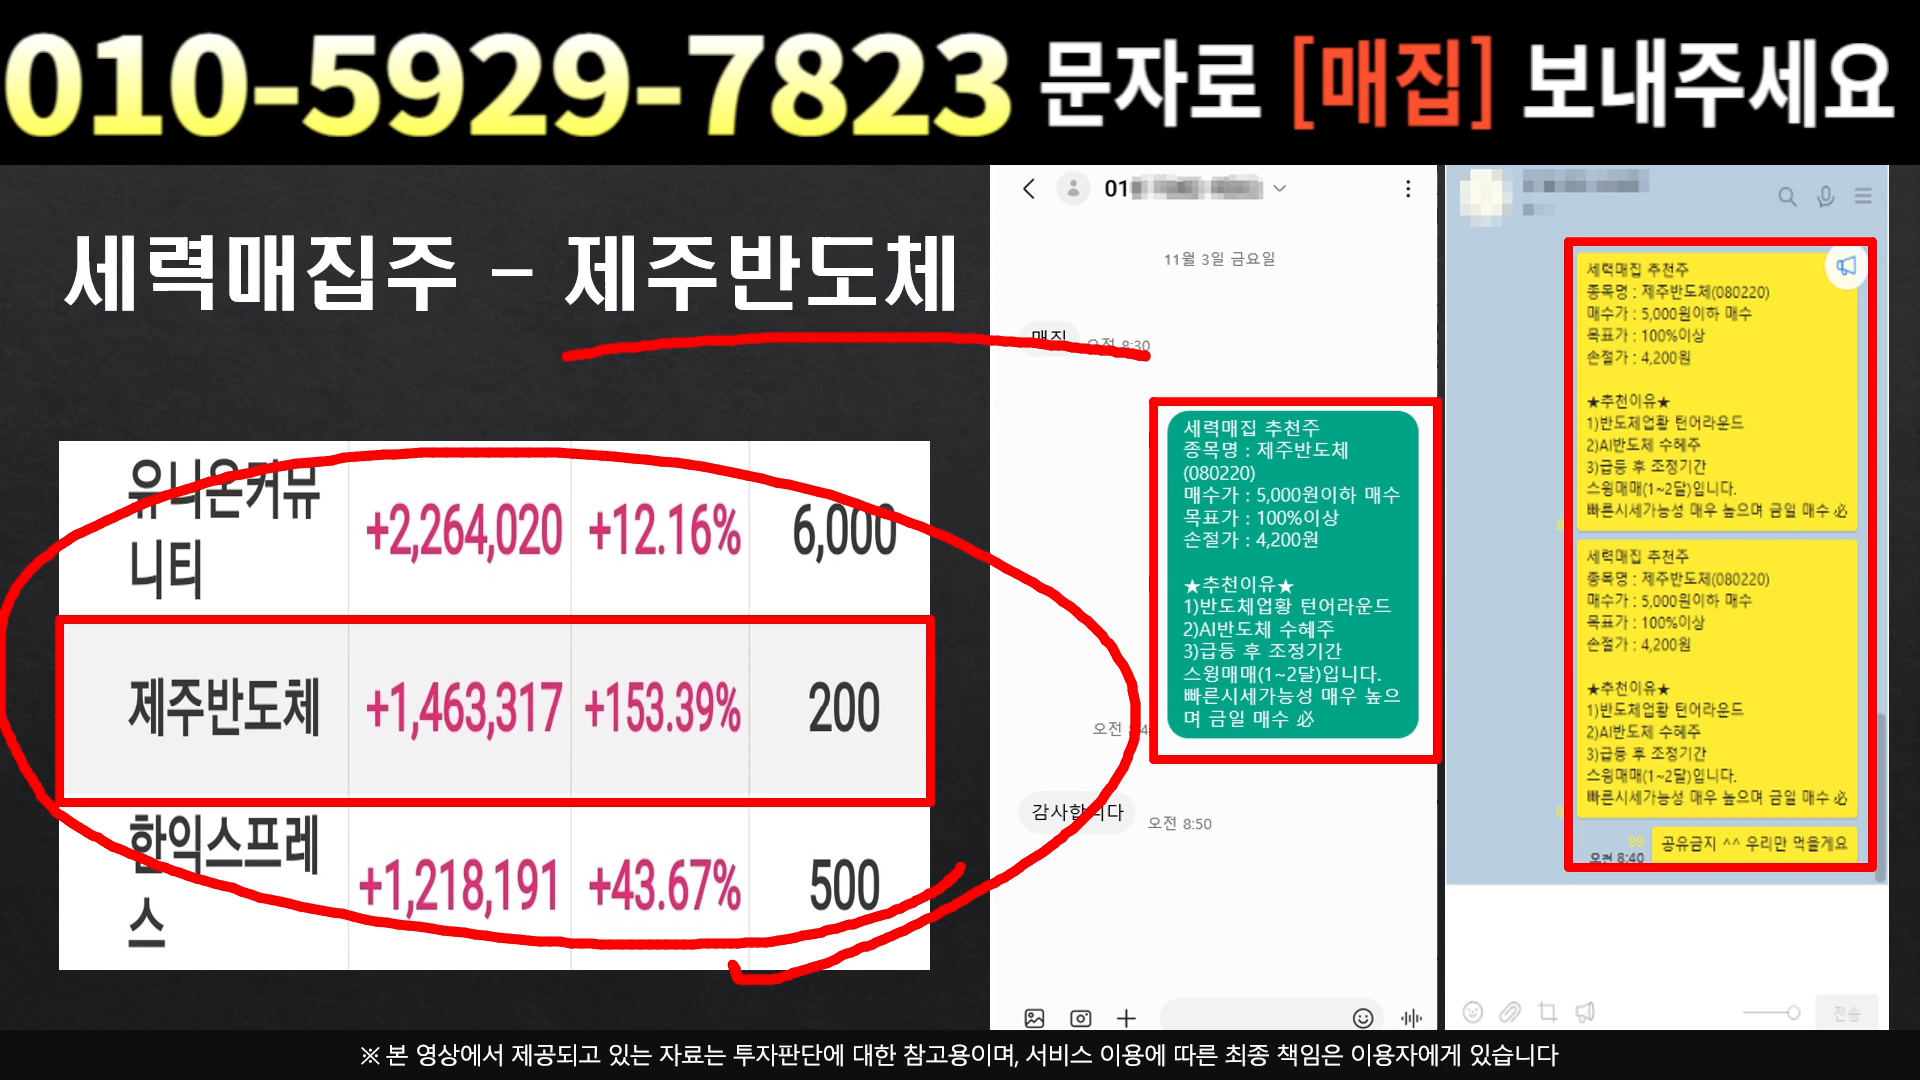 010-5929-7823 문자로 [매집] 보내주세요
세력매집주 - 제주반도체
유니온커뮤니티 +2,264,020 +12.16% 6,000
제주반도체 +1,463,317 +153.39% 200
한익스프레스 +1,218,191 +43.67% 500
01
11월 3일 금요일
매집
오전 8:30
세력매집 추천주
종목명 : 제주반도체
(080220)
매수가 : 5,000원이하 매수
목표가 : 100%이상
손절가 : 4,200원
★추천이유★
1)반도체업황 턴어라운드
2)AI반도체 수혜주
3)급등 후 조정기간
스윙매매(1~2달)입니다.
빠른시세가능성 매우 높으
며 금일 매수 必
오전
감사합니다
오전 8:50
세력매집 추천주
종목명 : 제주반도체(080220)
매수가 : 5,000원이하 매수
목표가 : 100%이상
손절가 : 4,200원
★추천이유★
1)반도체업황 턴어라운드
2)AI반도체 수혜주
3)급등 후 조정기간
스윙매매(1~2달)입니다.
빠른시세가능성 매우 높으며 금일 매수 必
세력매집 추천주
종목명 : 제주반도체(080220)
매수가 : 5,000원이하 매수
목표가 : 100%이상
손절가 : 4,200원
★추천이유★
1)반도체업황 턴어라운드
2)AI반도체 수혜주
3)급등 후 조정기간
스윙매매(1~2달)입니다.
빠른시세가능성 매우 높으며 금일 매수 必
오전 8:40
공유금지 ^^ 우리만 먹을게요
전송
※ 본 영상에서 제공되고 있는 자료는 투자판단에 대한 참고용이며, 서비스 이용에 따른 최종 책임은 이용자에게 있습니다